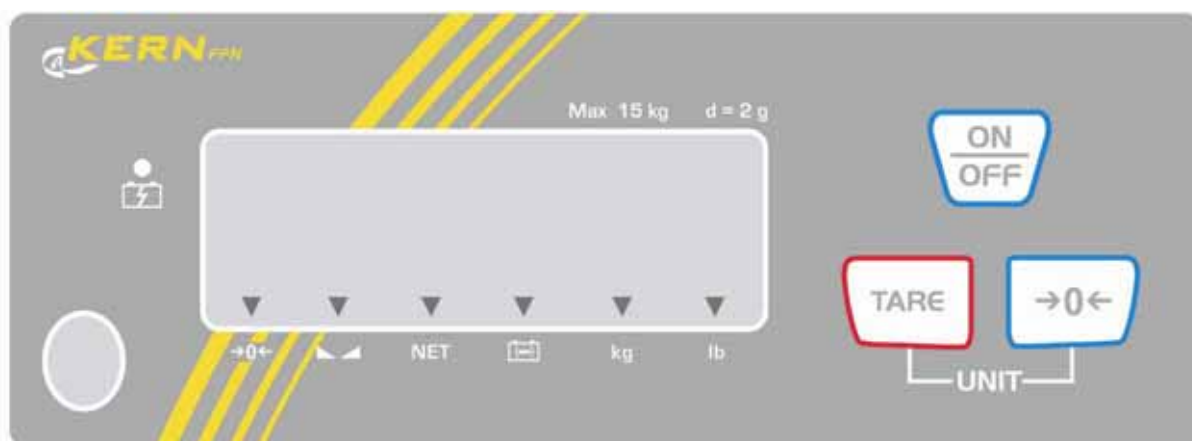 KERN FFN
Max 15 kg d = 2 g
ON
OFF
TARE →0←
→0← NET kg lb
UNIT